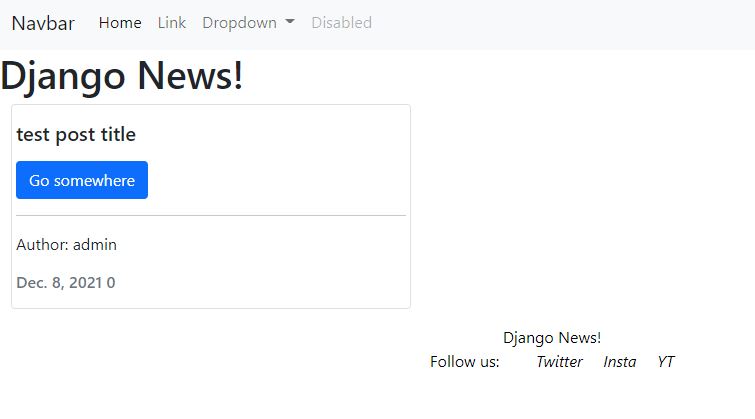 Navbar Home Link Dropdown Disabled
Django News!
test post title
Go somewhere
Author: admin
Dec. 8, 2021 0
Django News!
Follow us: Twitter Insta YT